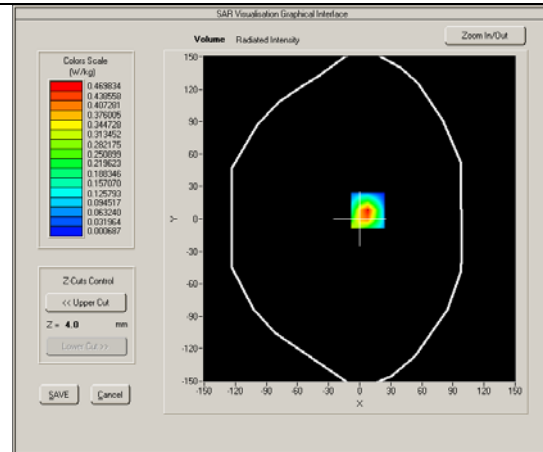 SAR Visualisation Graphical Interface
Volume Radiated Intensity
Zoom In/Out
Colors Scale
(W/kg)
0.469834
0.438558
0.407281
0.376005
0.344728
0.313452
0.282175
0.250899
0.219623
0.188346
0.157070
0.125793
0.094517
0.063240
0.031964
0.000687
Z Cuts Control
<< Upper Cut
Z = 4.0 mm
Lower Cut >>
SAVE Cancel
150
120
90
60
30
0
-30
-60
-90
-120
-150
Y
-150 -120 -90 -60 -30 0 30 60 90 120 150
X